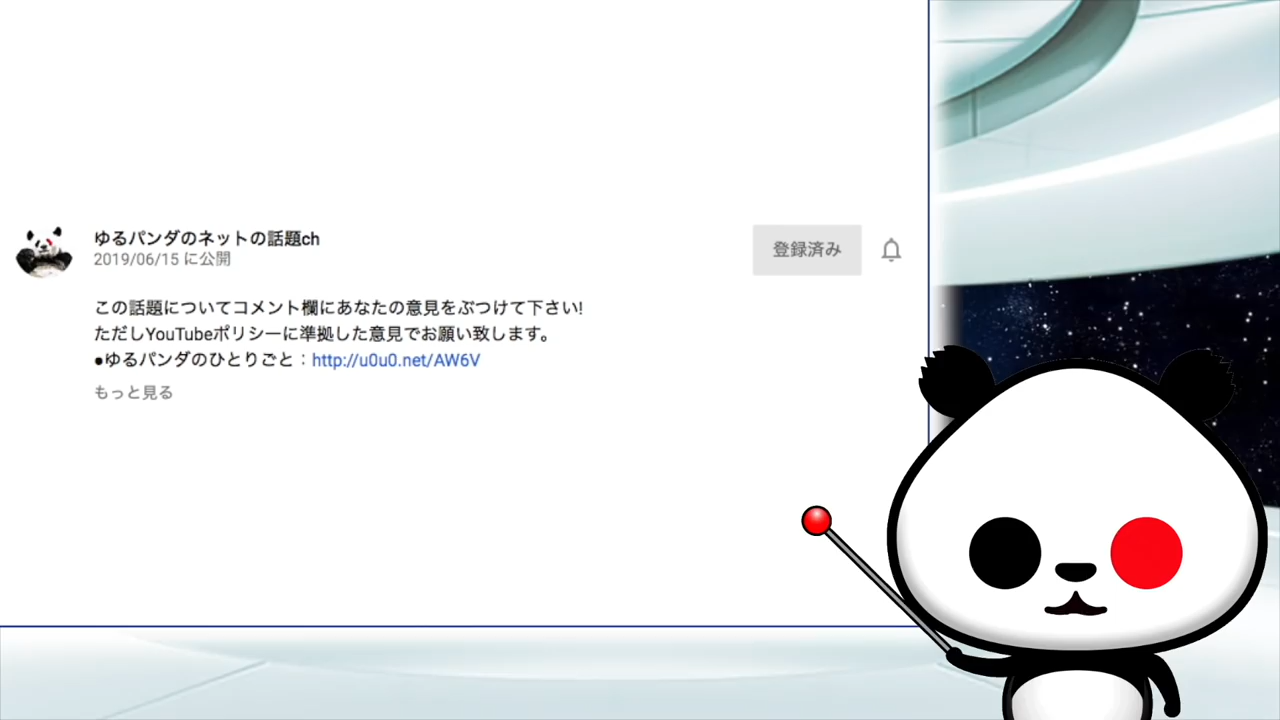 ゆるパンダのネットの話題ch
2019/06/15 に公開
登録済み
この話題についてコメント欄にあなたの意見をぶつけて下さい!
ただしYouTubeポリシーに準拠した意見でお願い致します。
●ゆるパンダのひとりごと：http://u0u0.net/AW6V
もっと見る